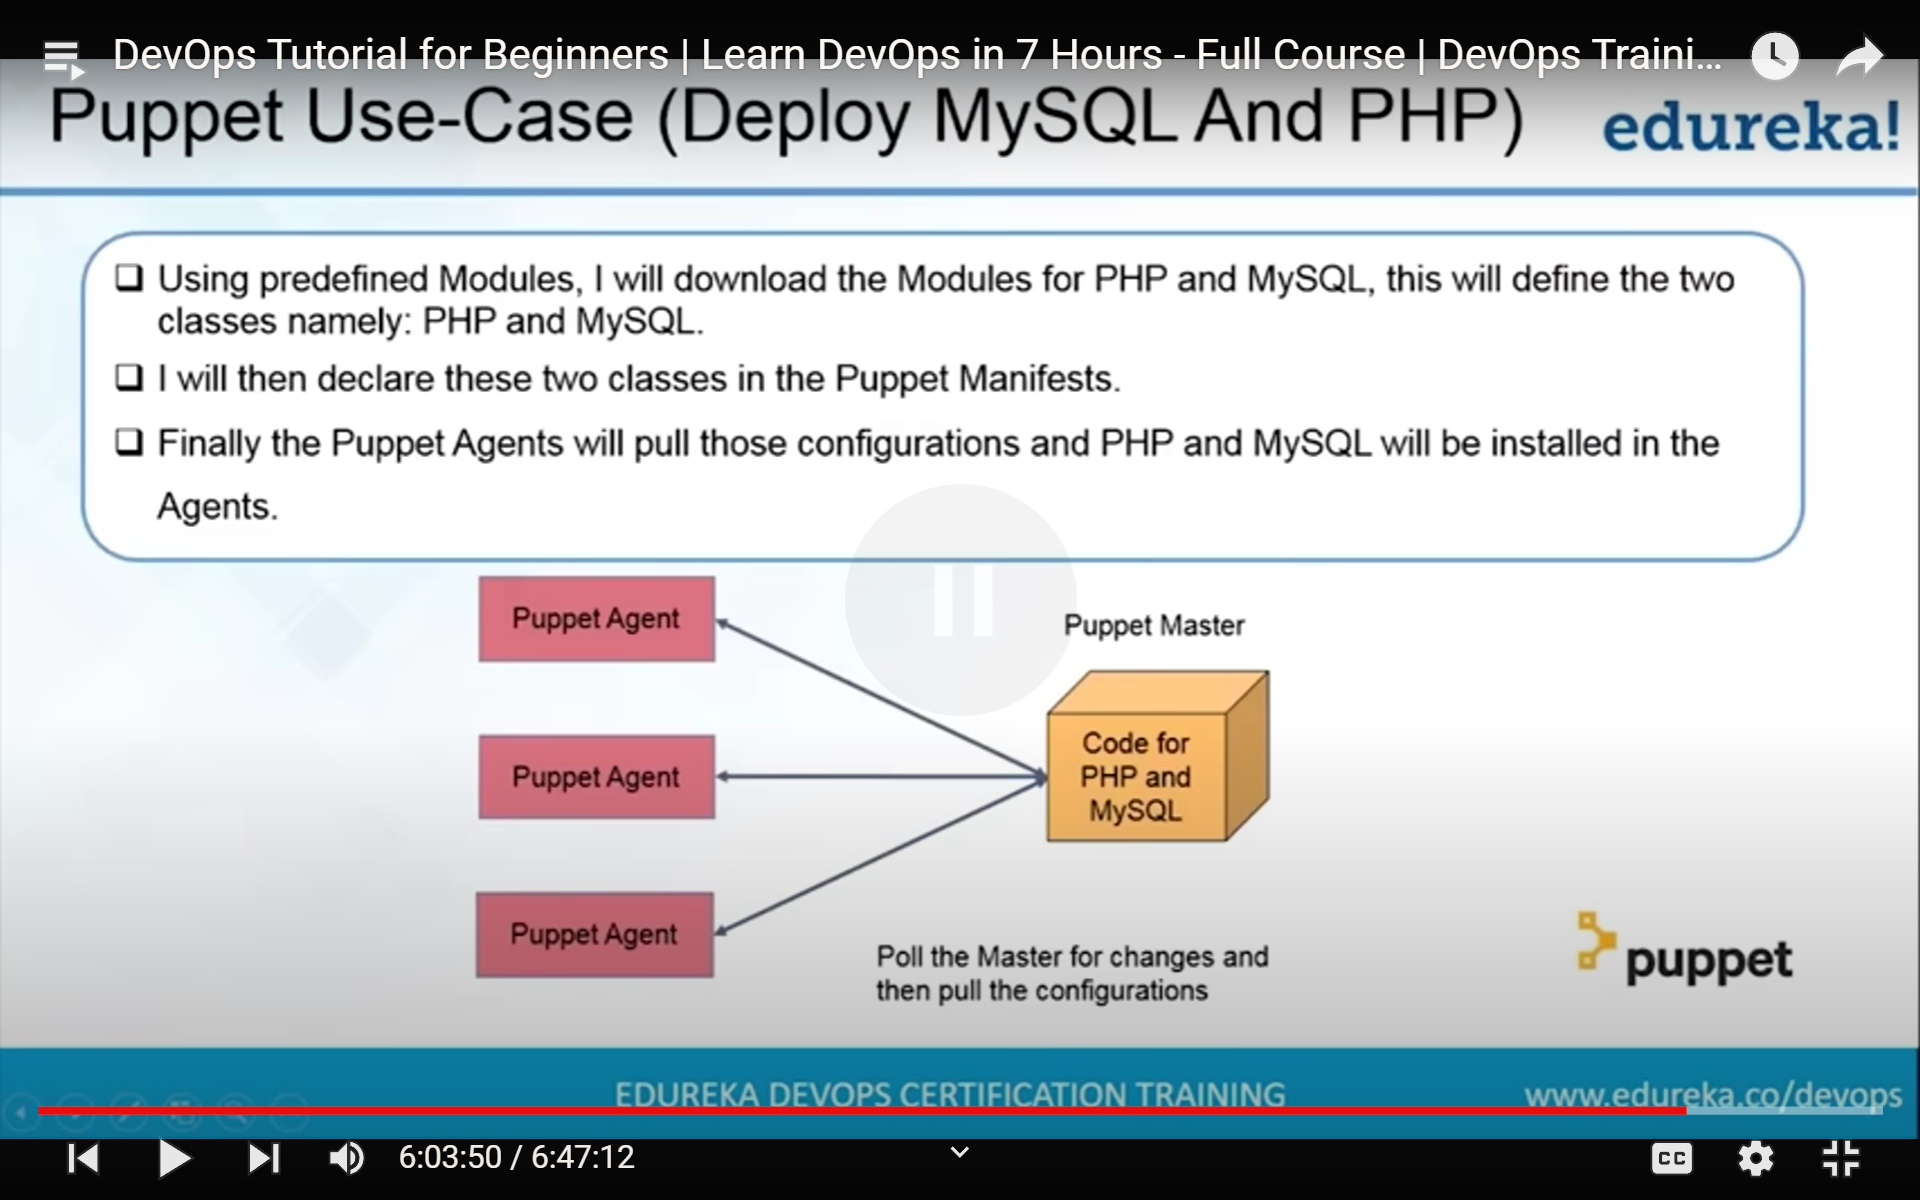 DevOps Tutorial for Beginners | Learn DevOps in 7 Hours - Full Course | DevOps Traini...
Puppet Use-Case (Deploy MySQL And PHP)
edureka!
Using predefined Modules, I will download the Modules for PHP and MySQL, this will define the two
classes namely: PHP and MySQL.
I will then declare these two classes in the Puppet Manifests.
Finally the Puppet Agents will pull those configurations and PHP and MySQL will be installed in the
Agents.
Puppet Agent
Puppet Master
Puppet Agent
Code for
PHP and
MySQL
Puppet Agent
Poll the Master for changes and
then pull the configurations
puppet
EDUREKA DEVOPS CERTIFICATION TRAINING
www.edureka.co/devops
6:03:50 / 6:47:12
CC